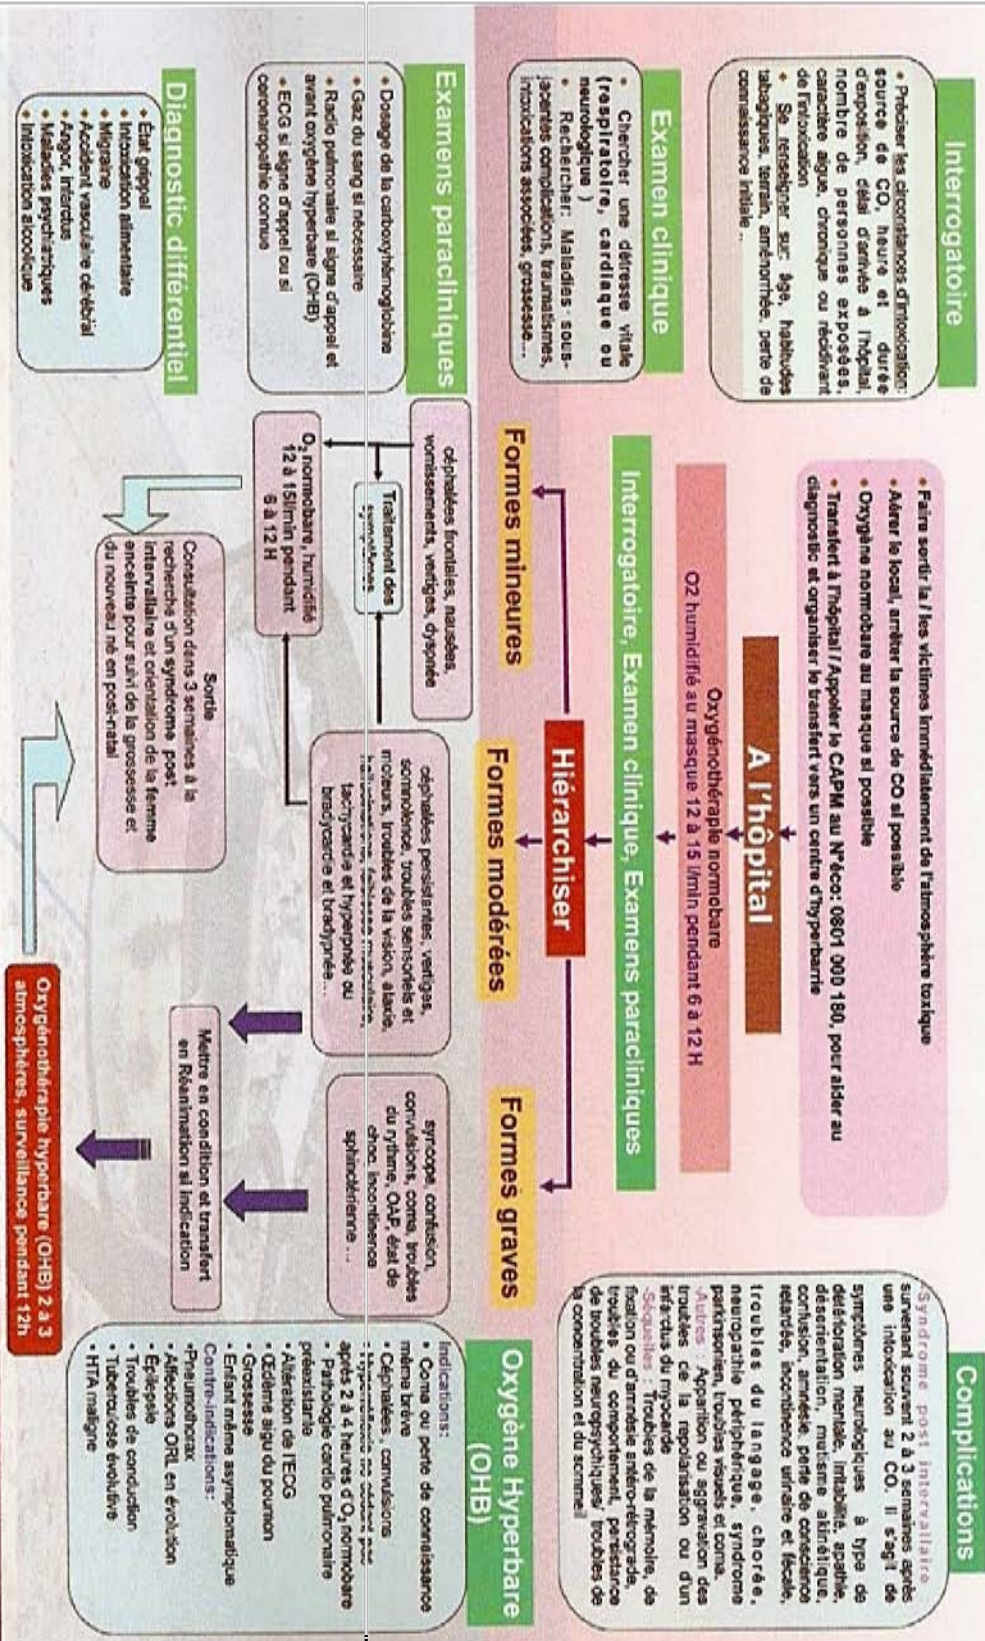 Interrogatoire
• Préciser les circonstances d'intoxication:
source de CO, heure et durée
d'exposition, délai d'arrivée à l'hôpital,
nombre de personnes exposées,
caractère aigue, chronique ou récidivant
de l'intoxication
• Se renseigner sur: âge, habitudes
tabagiques, terrain, aménorrhée, perte de
connaissance initiale ..
Examen clinique
• Chercher une détresse vitale
(respiratoire, cardiaque ou
neurologique )
• Rechercher: Maladies sous-
jacentes complications, traumatismes,
intoxications associées, grossesse...
Examens paracliniques
• Dosage de la carboxyhémoglobine
• Gaz du sang si nécessaire
• Radio pulmonaire si signe d'appel et
avant oxygène hyperbare (OHB)
• ECG si signe d'appel ou si
coronaropathie connue
Diagnostic différentiel
• État grippal
• Intoxication alimentaire
• Migraine
• Accident vasculaire cérébral
• Angor, infarctus
• Maladies psychiatriques
• Intoxication alcoolique
• Faire sortir la / les victimes immédiatement de l'atmosphère toxique
• Aérer le local, arrêter la source de CO si possible
• Oxygène normobare au masque si possible
• Transfert à l'hôpital / Appeler le CAPM au N°éco: 0801 000 180, pour aider au
diagnostic et organiser le transfert vers un centre d'hyperbarrie
A l'hôpital
Oxygénothérapie normobare
O2 humidifié au masque 12 à 15 l/min pendant 6 à 12 H
Interrogatoire, Examen clinique, Examens paracliniques
Hiérarchiser
Formes mineures
Formes modérées
Formes graves
céphalées frontales, nausées,
vomissements, vertiges, dyspnée
Traitement des
symptômes
O₂ normobare, humidifié
12 à 15l/min pendant
6 à 12 H
céphalées persistantes, vertiges,
somnolence, troubles sensoriels et
moteurs, troubles de la vision, ataxie,
tachycardie et hyperpnée ou
bradycardie et bradypnée...
syncope, confusion,
convulsions, coma, troubles
du rythme, OAP, état de
choc, incontinence
sphinctérienne ...
Sortie
Consultation dans 3 semaines à la
recherche d'un syndrome post
intervallaire et orientation de la femme
enceinte pour suivi de la grossesse et
du nouveau né en post-natal
Mettre en condition et transfert
en Réanimation si indication
Oxygénothérapie hyperbare (OHB) 2 à 3
atmosphères, surveillance pendant 12h
Complications
-Syndrome post intervallaire
survenant souvent 2 à 3 semaines après
une intoxication au CO. Il s'agit de
symptômes neurologiques à type de
détérioration mentale, irritabilité, apathie,
désorientation, mutisme akinétique,
confusion, amnésie, perte de conscience
retardée, incontinence urinaire et fécale,
troubles du langage, chorée,
neuropathie périphérique, syndrome
parkinsonien, troubles visuels et coma.
-Autres : Apparition ou aggravation des
troubles de la repolarisation ou d'un
infarctus du myocarde
-Séquelles : Troubles de la mémoire, de
fixation ou d'amnésie antéro-rétrograde,
troubles du comportement, persistance
de troubles neuropsychiques/ troubles de
la concentration et du sommeil
Oxygène Hyperbare
(OHB)
Indications:
• Coma ou perte de connaissance
même brève
• Céphalées, convulsions
après 2 à 4 heures d'O₂ normobare
• Pathologie cardio pulmonaire
préexistante
• Altération de l'ECG
• Œdème aigu du poumon
• Grossesse
• Enfant même asymptomatique
Contre-indications:
•Pneumothorax
• Affections ORL en évolution
• Épilepsie
• Troubles de conduction
• Tuberculose évolutive
• HTA maligne